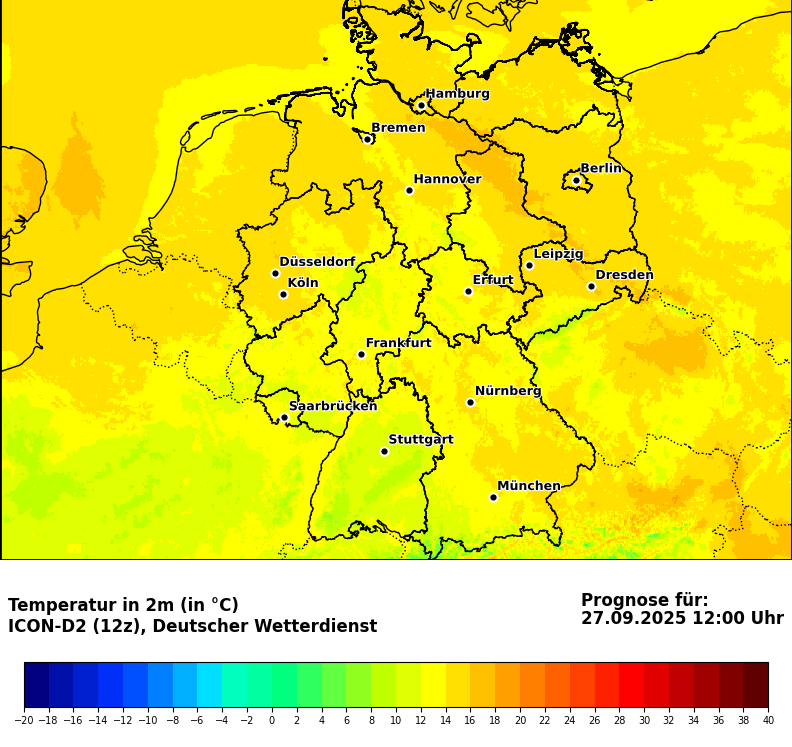 Hamburg
Bremen
Berlin
Hannover
Leipzig
Düsseldorf
Dresden
Köln
Erfurt
Frankfurt
Nürnberg
Saarbrücken
Stuttgart
München
Temperatur in 2m (in °C)
ICON-D2 (12z), Deutscher Wetterdienst
Prognose für:
27.09.2025 12:00 Uhr
−20 −18 −16 −14 −12 −10 −8 −6 −4 −2 0 2 4 6 8 10 12 14 16 18 20 22 24 26 28 30 32 34 36 38 40